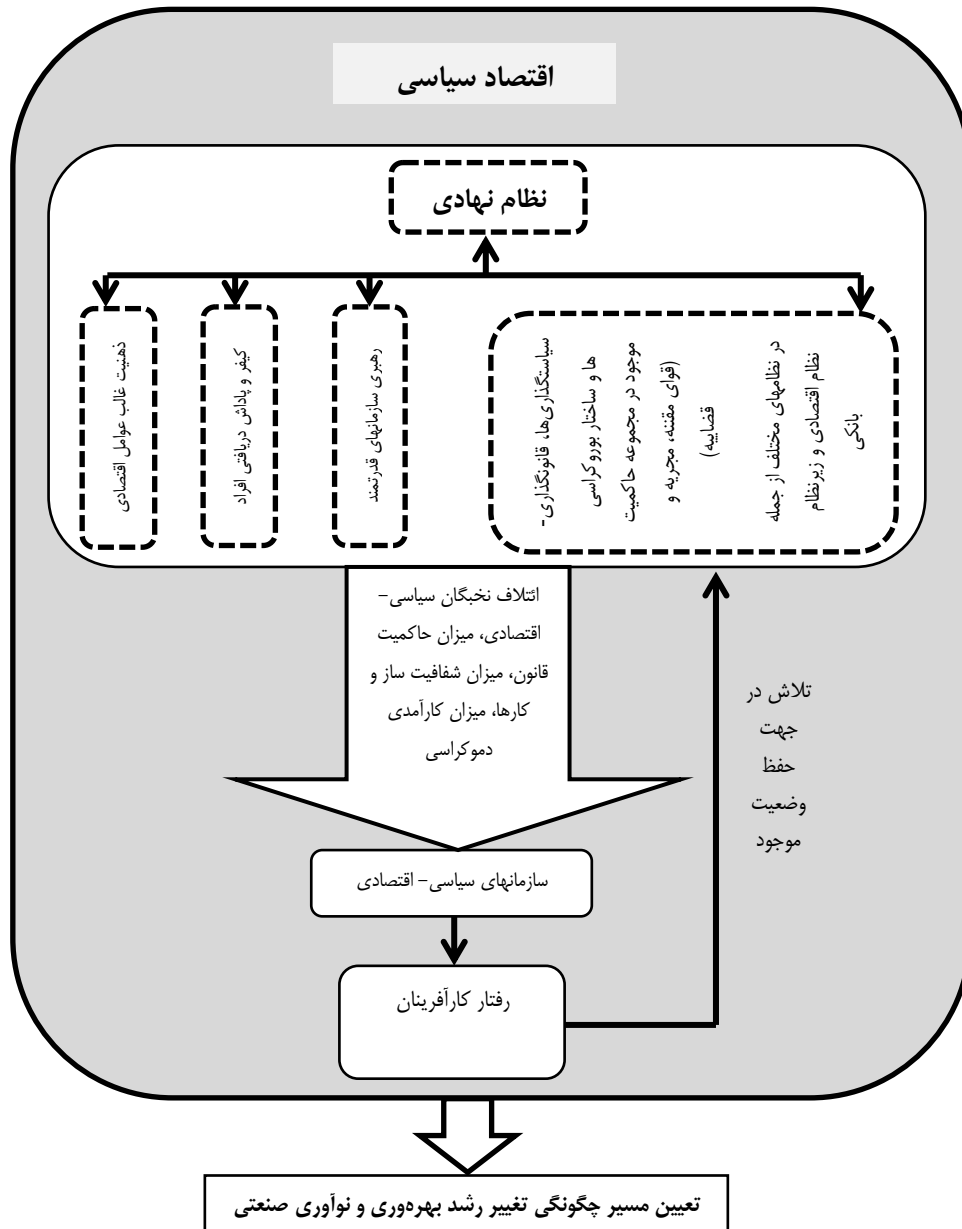 اقتصاد سیاسی
نظام نهادی
سیاستگذاری‌ها، قانونگذاری-
ها و ساختار بوروکراسی
موجود در مجموعه حاکمیت
(قوای مقننه، مجریه و
قضاییه)
در نظامهای مختلف از جمله
نظام اقتصادی و زیرنظام
بانکی
رهبری سازمانهای قدرتمند
کیفر و پاداش دریافتی افراد
ذهنیت غالب عوامل اقتصادی
ائتلاف نخبگان سیاسی–
اقتصادی، میزان حاکمیت
قانون، میزان شفافیت ساز و
کارها، میزان کارآمدی
دموکراسی
تلاش در
جهت
حفظ
وضعیت
موجود
سازمانهای سیاسی– اقتصادی
رفتار کارآفرینان
تعیین مسیر چگونگی تغییر رشد بهره‌وری و نوآوری صنعتی